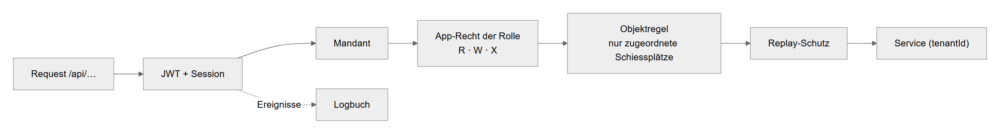 Request /api/…
JWT + Session
Ereignisse
Mandant
Logbuch
App-Recht der Rolle
R · W · X
Objektregel
nur zugeordnete
Schiessplätze
Replay-Schutz
Service (tenantId)